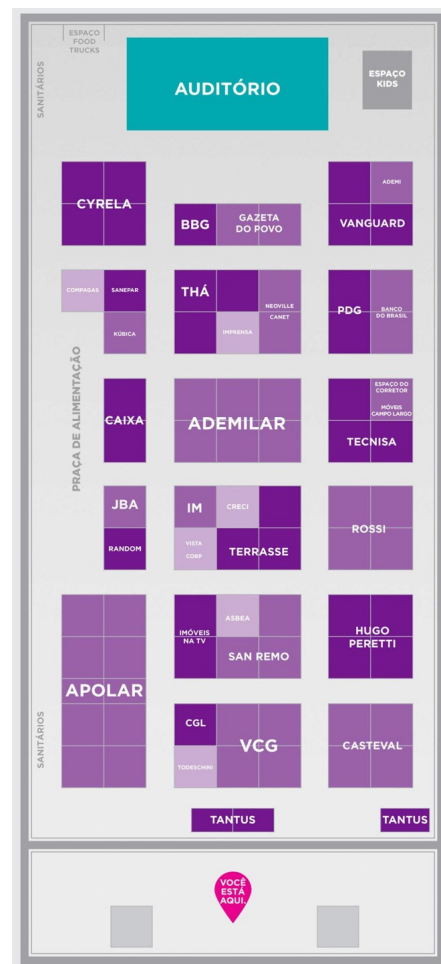 ESPAÇO
FOOD
TRUCKS
SANITÁRIOS
AUDITÓRIO
ESPAÇO
KIDS
CYRELA
BBG
GAZETA
DO POVO
ADEMI
VANGUARD
COMPAGAS
SANEPAR
KÚBICA
THÁ
NEOVILLE
CANET
IMPRENSA
PDG
BANCO
DO BRASIL
PRAÇA DE ALIMENTAÇÃO
CAIXA
ADEMILAR
ESPAÇO DO
CORRETOR
MÓVEIS
CAMPO LARGO
TECNISA
JBA
RANDOM
IM
CRECI
VISTA
CORP
TERRASSE
ROSSI
APOLAR
IMÓVEIS
NA TV
ASBEA
SAN REMO
HUGO
PERETTI
SANITÁRIOS
CGL
TODESCHINI
VCG
CASTEVAL
TANTUS
TANTUS
VOCÊ
ESTÁ
AQUI.